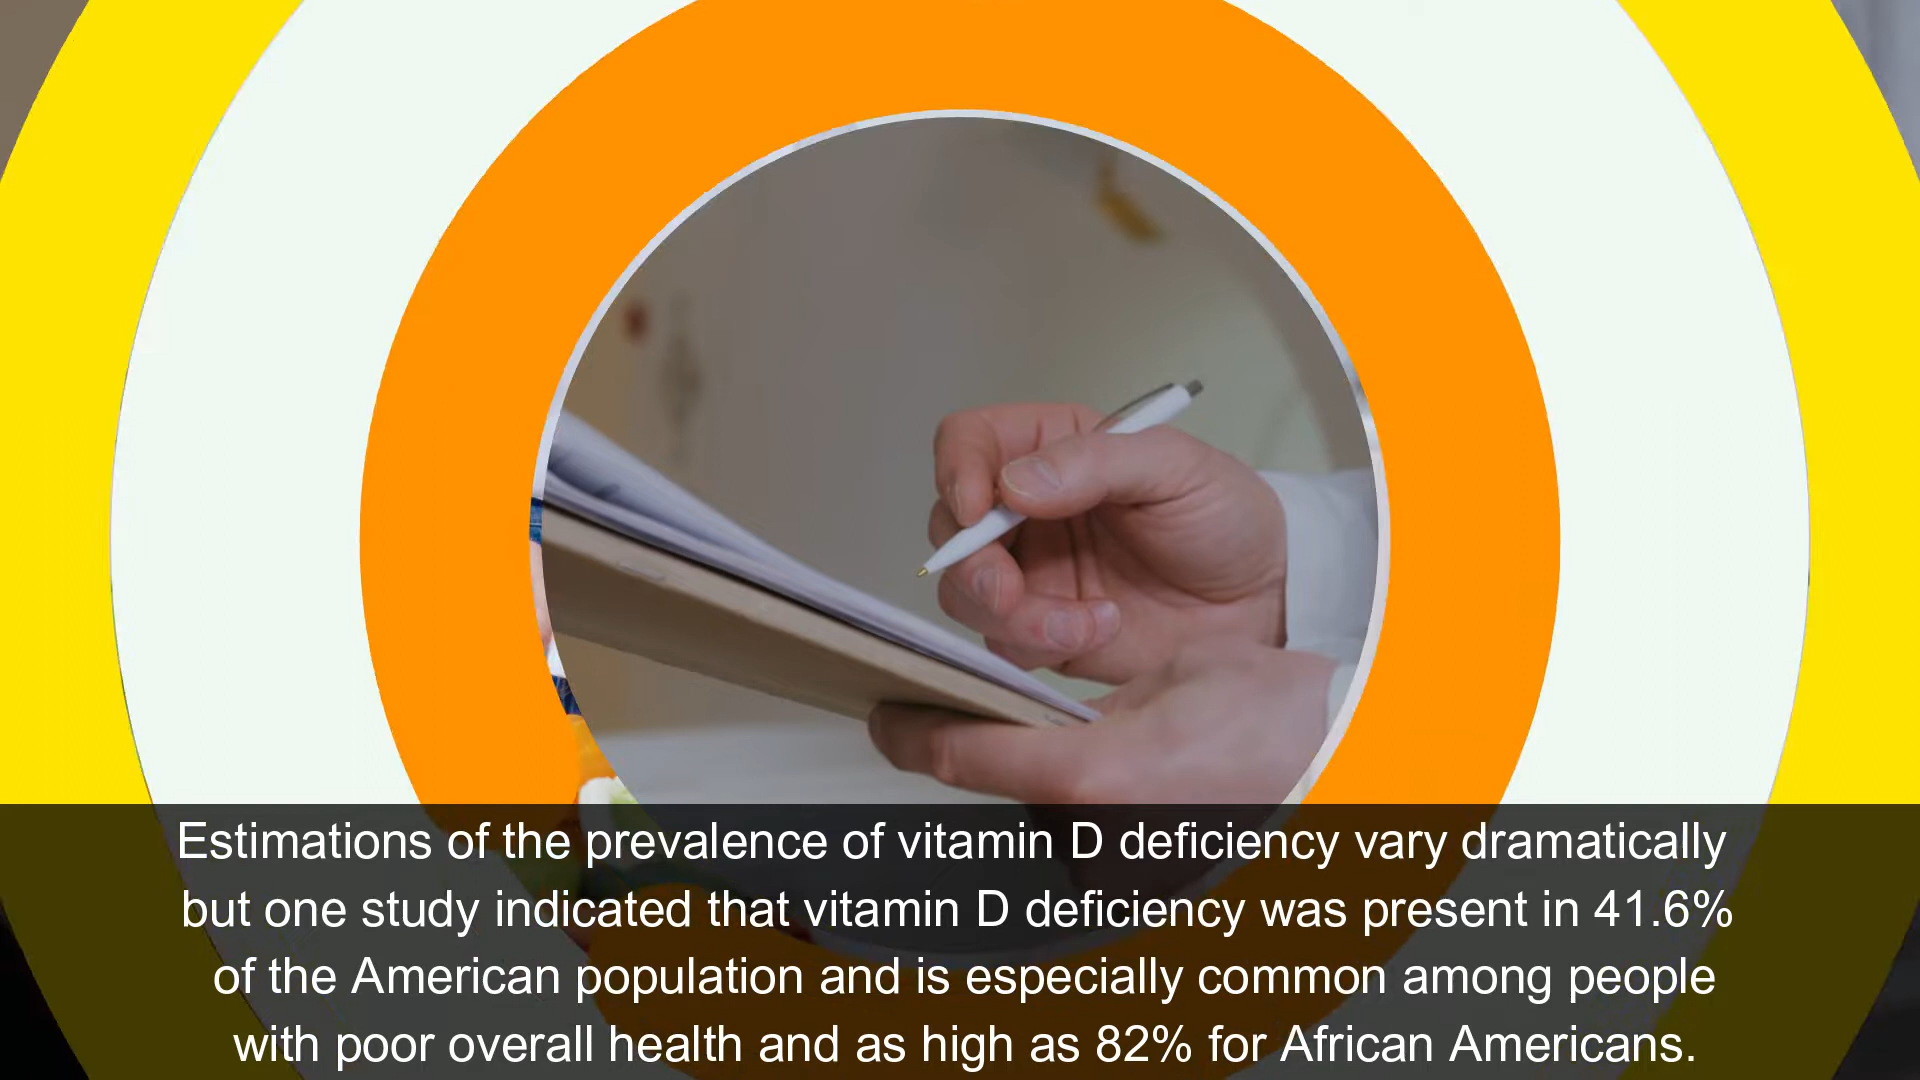 Estimations of the prevalence of vitamin D deficiency vary dramatically
but one study indicated that vitamin D deficiency was present in 41.6%
of the American population and is especially common among people
with poor overall health and as high as 82% for African Americans.